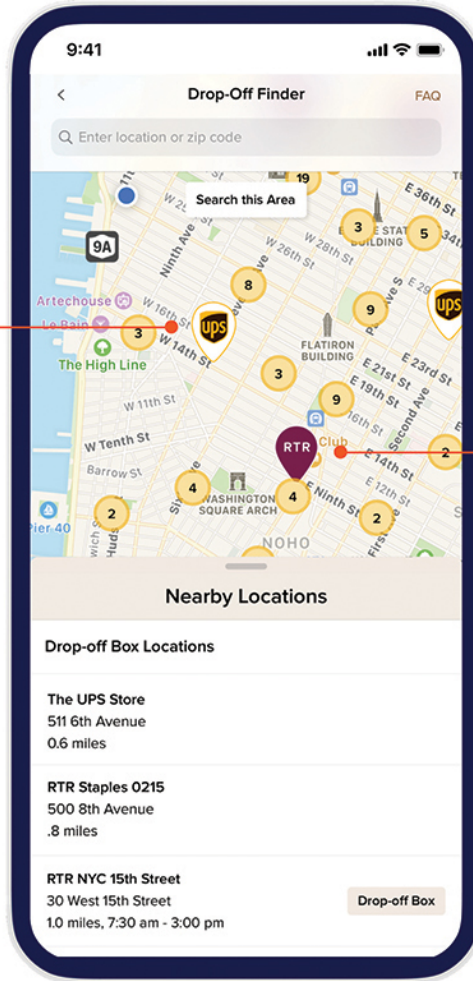 9:41
Drop-Off Finder
FAQ
Enter location or zip code
Search this Area
19
E 36th St
3
BUILDING
5
9A
Ninth Ave
W 28th St
W 26th St
8
9
ups
Artechouse
Le Bain
W 16th St
ups
3
W 14th St
FLATIRON
BUILDING
The High Line
E 23rd St
E 21st St
3
E 19th St
Second Ave
W 11th St
9
16th St
W Tenth St
RTR
Club
E 14th St
2
Barrow St
E 12th St
4
WASHINGTON
SQUARE ARCH
4
E Ninth St
2
2
Pier 40
NOHO
Nearby Locations
Drop-off Box Locations
The UPS Store
511 6th Avenue
0.6 miles
RTR Staples 0215
500 8th Avenue
.8 miles
RTR NYC 15th Street
30 West 15th Street
Drop-off Box
1.0 miles, 7:30 am - 3:00 pm